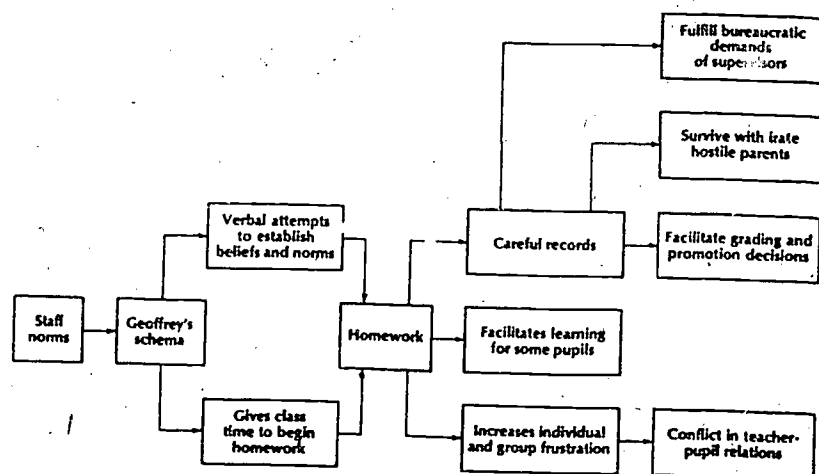 Fulfill bureaucratic
demands
of supervisors
Survive with irate
hostile parents
Verbal attempts
to establish
beliefs and norms
Careful records
Facilitate grading and
promotion decisions
Staff
norms
Geoffrey's
schema
Homework
Facilitates learning
for some pupils
Gives class
time to begin
homework
Increases individual
and group frustration
Conflict in teacher-
pupil relations